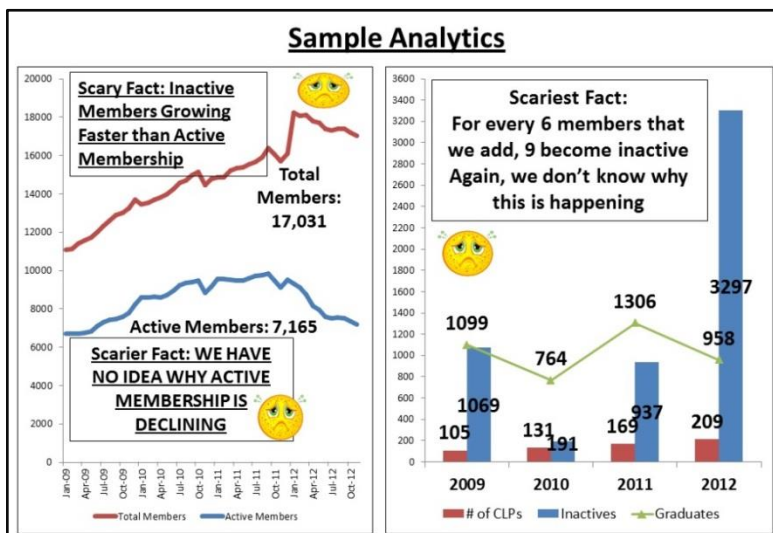 Sample Analytics
20000
18000
16000
14000
12000
10000
8000
6000
4000
2000
0
Scary Fact: Inactive
Members Growing
Faster than Active
Membership
Total
Members:
17,031
Active Members: 7,165
Scarier Fact: WE HAVE
NO IDEA WHY ACTIVE
MEMBERSHIP IS
DECLINING
Jan-09
Apr-09
Jul-09
Oct-09
Jan-10
Apr-10
Jul-10
Oct-10
Jan-11
Apr-11
Jul-11
Oct-11
Jan-12
Apr-12
Jul-12
Oct-12
Total Members
Active Members
3600
3400
3200
3000
2800
2600
2400
2200
2000
1800
1600
1400
1200
1000
800
600
400
200
0
Scariest Fact:
For every 6 members that
we add, 9 become inactive
Again, we don't know why
this is happening
1099
764
1306
958
105
1069
131
191
169
937
209
3297
2009
2010
2011
2012
# of CLPs
Inactives
Graduates